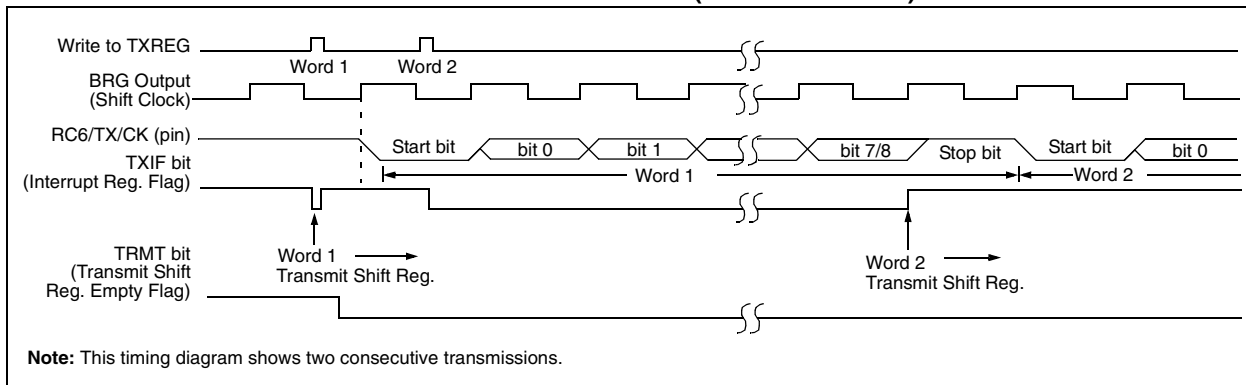 Write to TXREG
Word 1 Word 2
BRG Output
(Shift Clock)
RC6/TX/CK (pin)
Start bit bit 0 bit 1 bit 7/8 Stop bit Start bit bit 0
TXIF bit
(Interrupt Reg. Flag)
Word 1 Word 2
Word 1
Transmit Shift Reg.
Word 2
Transmit Shift Reg.
TRMT bit
(Transmit Shift
Reg. Empty Flag)
Note: This timing diagram shows two consecutive transmissions.